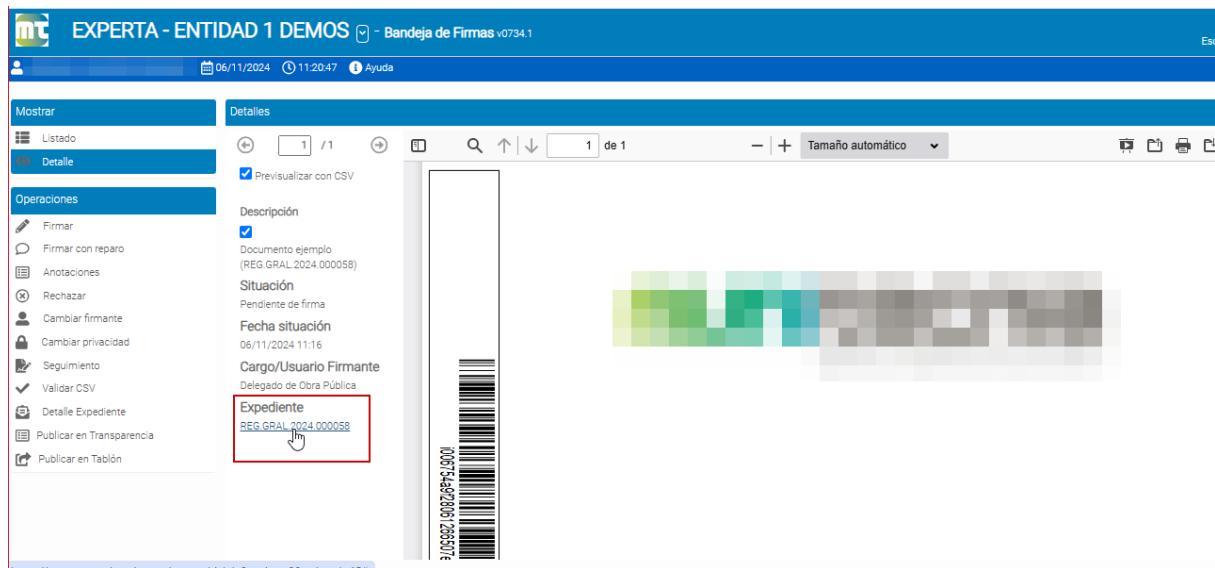 mt EXPERTA - ENTIDAD 1 DEMOS - Bandeja de Firmas v0734.1
06/11/2024 11:20:47 Ayuda
Mostrar
Listado
Detalle
Operaciones
Firmar
Firmar con reparo
Anotaciones
Rechazar
Cambiar firmante
Cambiar privacidad
Seguimiento
Validar CSV
Detalle Expediente
Publicar en Transparencia
Publicar en Tablón
Detalles
1 / 1
Previsualizar con CSV
Descripción
Documento ejemplo
(REG.GRAL.2024.000058)
Situación
Pendiente de firma
Fecha situación
06/11/2024 11:16
Cargo/Usuario Firmante
Delegado de Obra Pública
Expediente
REG.GRAL.2024.000058
1 de 1
Tamaño automático